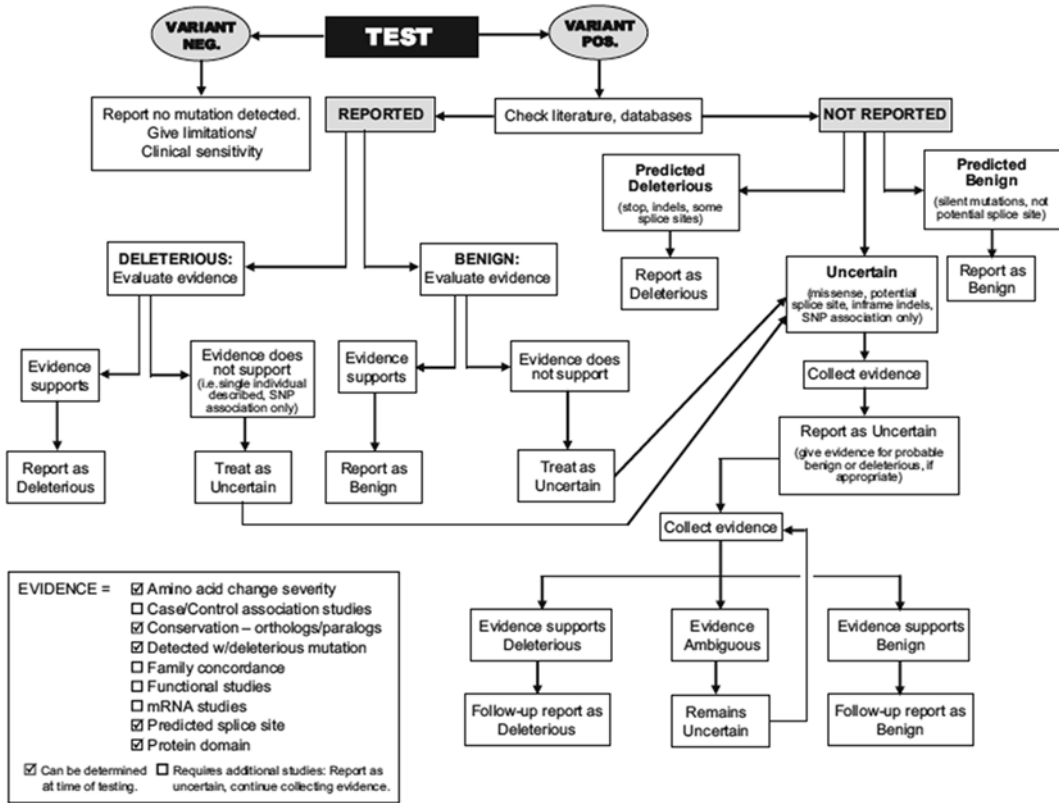 VARIANT
NEG.
TEST
VARIANT
POS.
Report no mutation detected.
Give limitations/
Clinical sensitivity
REPORTED
Check literature, databases
NOT REPORTED
Predicted
Deleterious
(stop, indels, some
splice sites)
Predicted
Benign
(silent mutations, not
potential splice site)
DELETERIOUS:
Evaluate evidence
BENIGN:
Evaluate evidence
Report as
Deleterious
Uncertain
(missense, potential
splice site, inframe indels,
SNP association only)
Report as
Benign
Evidence
supports
Evidence does
not support
(i.e.single individual
described, SNP
association only)
Evidence
supports
Evidence does
not support
Collect evidence
Report as
Deleterious
Treat as
Uncertain
Report as
Benign
Treat as
Uncertain
Report as Uncertain
(give evidence for probable
benign or deleterious, if
appropriate)
Collect evidence
EVIDENCE = ☑ Amino acid change severity
☐ Case/Control association studies
☑ Conservation – orthologs/paralogs
☑ Detected w/deleterious mutation
☐ Family concordance
☐ Functional studies
☐ mRNA studies
☑ Predicted splice site
☑ Protein domain
☑ Can be determined
at time of testing.
☐ Requires additional studies: Report as
uncertain, continue collecting evidence.
Evidence supports
Deleterious
Evidence
Ambiguous
Evidence supports
Benign
Follow-up report as
Deleterious
Remains
Uncertain
Follow-up report as
Benign